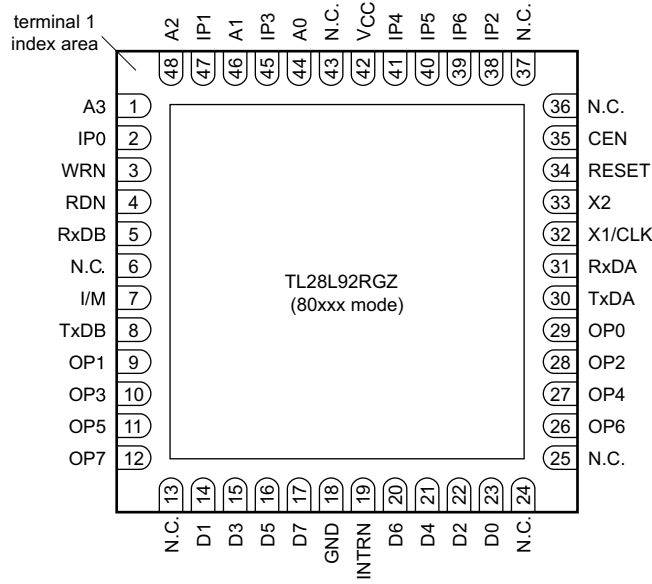 terminal 1
index area
A2 IP1 A1 IP3 A0 N.C. VCC IP4 IP5 IP6 IP2 N.C.
48 47 46 45 44 43 42 41 40 39 38 37
A3 1
IP0 2
WRN 3
RDN 4
RxDB 5
N.C. 6
I/M 7
TxDB 8
OP1 9
OP3 10
OP5 11
OP7 12
TL28L92RGZ
(80xxx mode)
36 N.C.
35 CEN
34 RESET
33 X2
32 X1/CLK
31 RxDA
30 TxDA
29 OP0
28 OP2
27 OP4
26 OP6
25 N.C.
13 14 15 16 17 18 19 20 21 22 23 24
N.C. D1 D3 D5 D7 GND INTRN D6 D4 D2 D0 N.C.